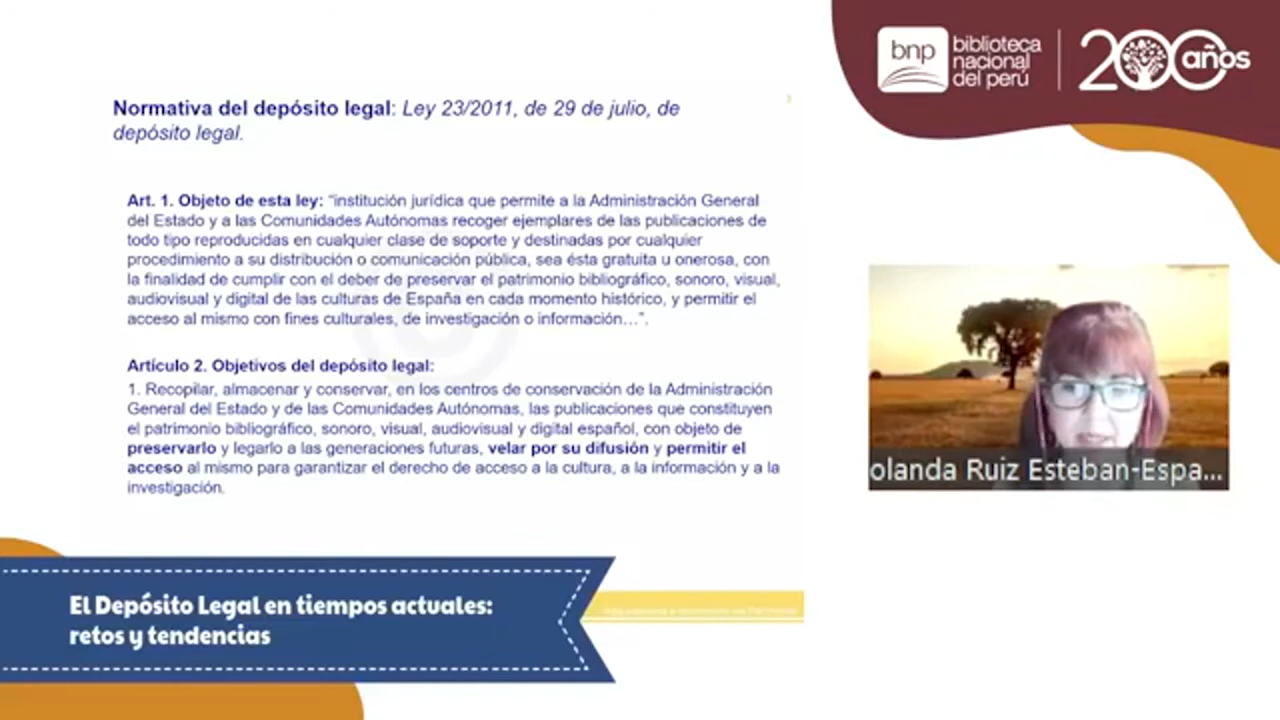 Normativa del depósito legal: Ley 23/2011, de 29 de julio, de
depósito legal.
Art. 1. Objeto de esta ley: “institución jurídica que permite a la Administración General
del Estado y a las Comunidades Autónomas recoger ejemplares de las publicaciones de
todo tipo reproducidas en cualquier clase de soporte y destinadas por cualquier
procedimiento a su distribución o comunicación pública, sea ésta gratuita u onerosa, con
la finalidad de cumplir con el deber de preservar el patrimonio bibliográfico, sonoro, visual,
audiovisual y digital de las culturas de España en cada momento histórico, y permitir el
acceso al mismo con fines culturales, de investigación o información…”.
Artículo 2. Objetivos del depósito legal:
1. Recopilar, almacenar y conservar, en los centros de conservación de la Administración
General del Estado y de las Comunidades Autónomas, las publicaciones que constituyen
el patrimonio bibliográfico, sonoro, visual, audiovisual y digital español, con objeto de
preservarlo y legarlo a las generaciones futuras, velar por su difusión y permitir el
acceso al mismo para garantizar el derecho de acceso a la cultura, a la información y a la
investigación.
bnp
biblioteca
nacional
del perú
200 años
olanda Ruiz Esteban-Espa...
El Depósito Legal en tiempos actuales:
retos y tendencias